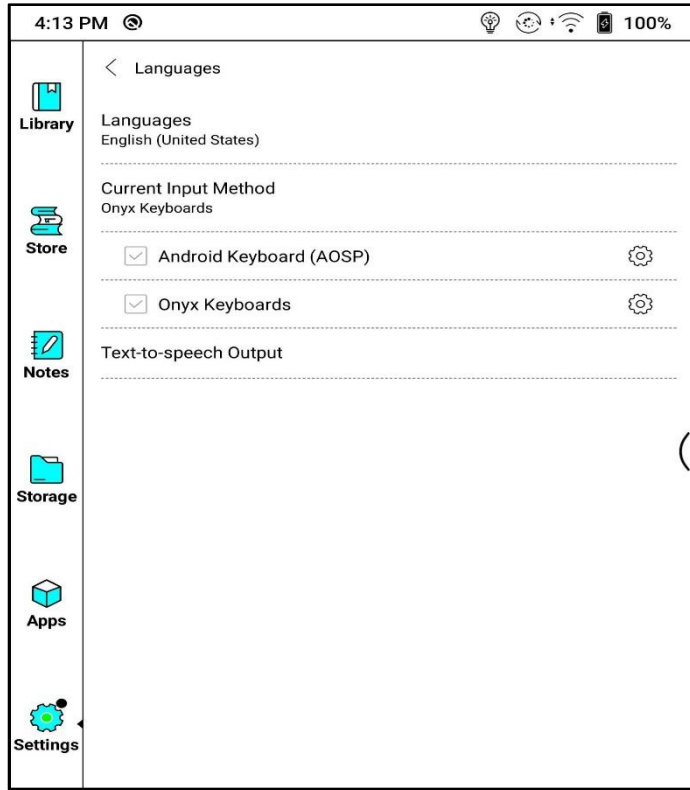 4:13 PM
100%
Library
Store
Notes
Storage
Apps
Settings
Languages
Languages
English (United States)
Current Input Method
Onyx Keyboards
Android Keyboard (AOSP)
Onyx Keyboards
Text-to-speech Output